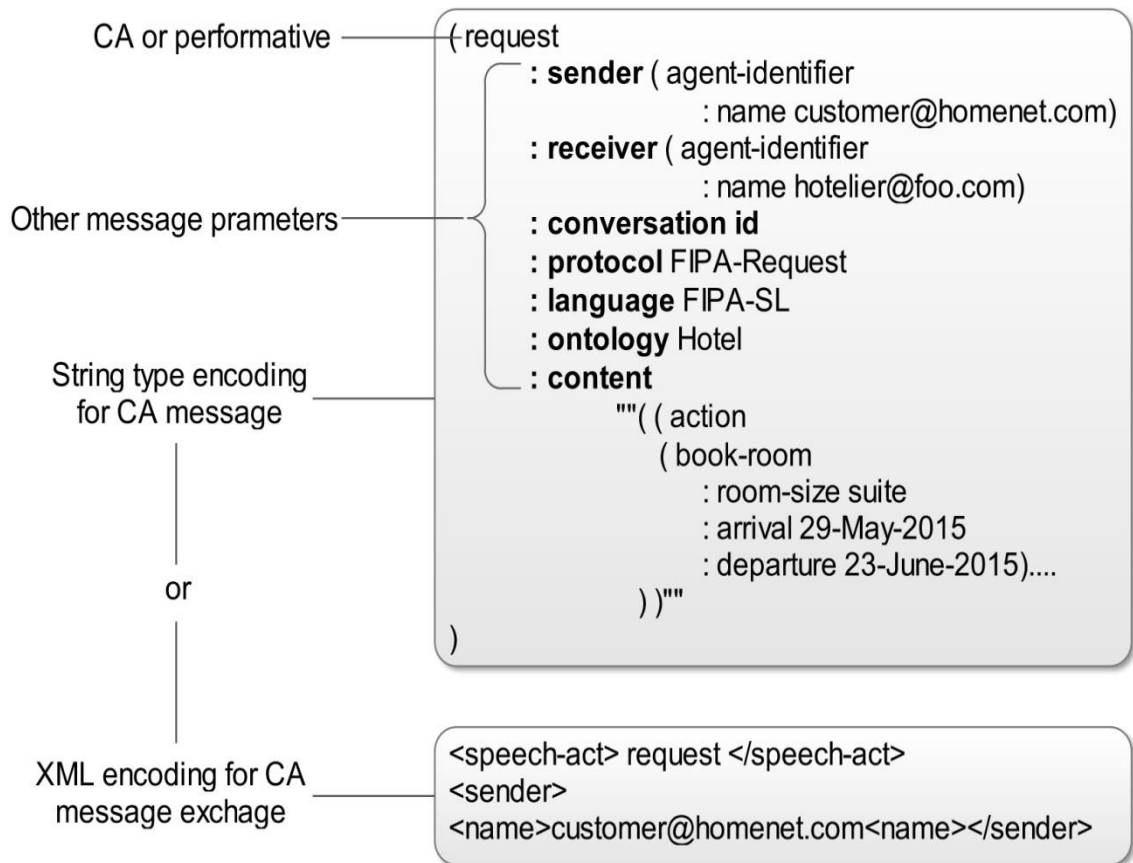 CA or performative
( request
: sender ( agent-identifier
: name customer@homenet.com)
: receiver ( agent-identifier
: name hotelier@foo.com)
Other message prameters
: conversation id
: protocol FIPA-Request
: language FIPA-SL
: ontology Hotel
: content
String type encoding
for CA message
""( ( action
( book-room
: room-size suite
: arrival 29-May-2015
: departure 23-June-2015)....
) )""
)
or
XML encoding for CA
message exchage
<speech-act> request </speech-act>
<sender>
<name>customer@homenet.com<name></sender>